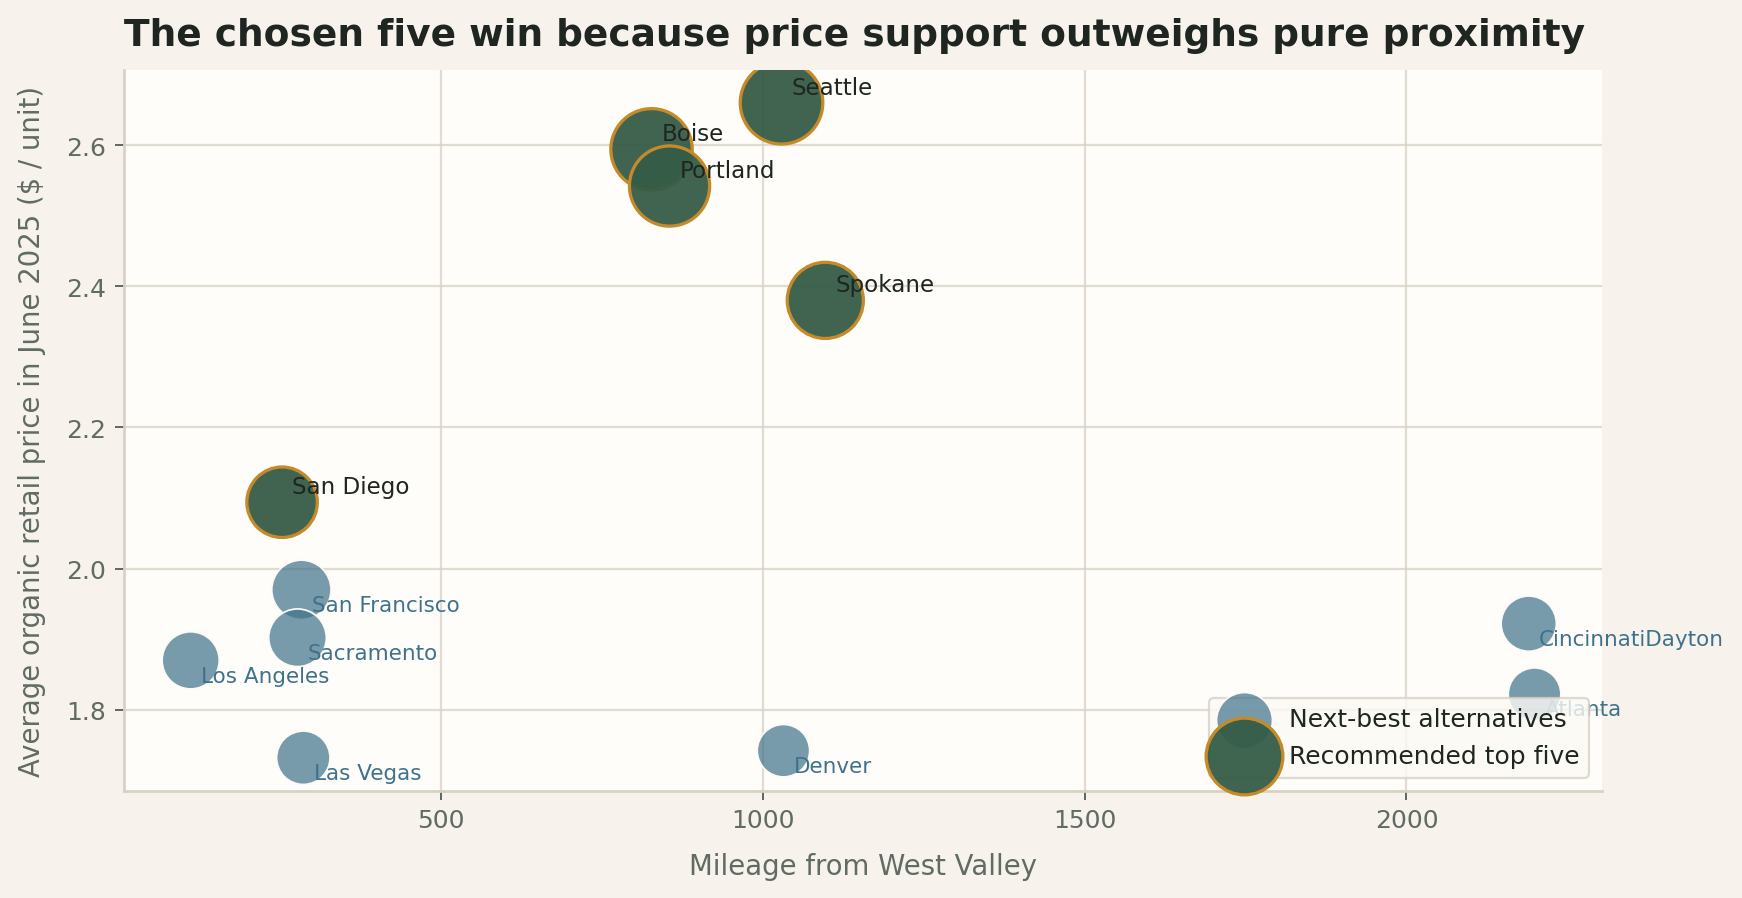 The chosen five win because price support outweighs pure proximity
Average organic retail price in June 2025 ($ / unit)
2.6
2.4
2.2
2.0
1.8
Seattle
Boise
Portland
Spokane
San Diego
San Francisco
Sacramento
Los Angeles
Las Vegas
Denver
CincinnatiDayton
Atlanta
Next-best alternatives
Recommended top five
500
1000
1500
2000
Mileage from West Valley